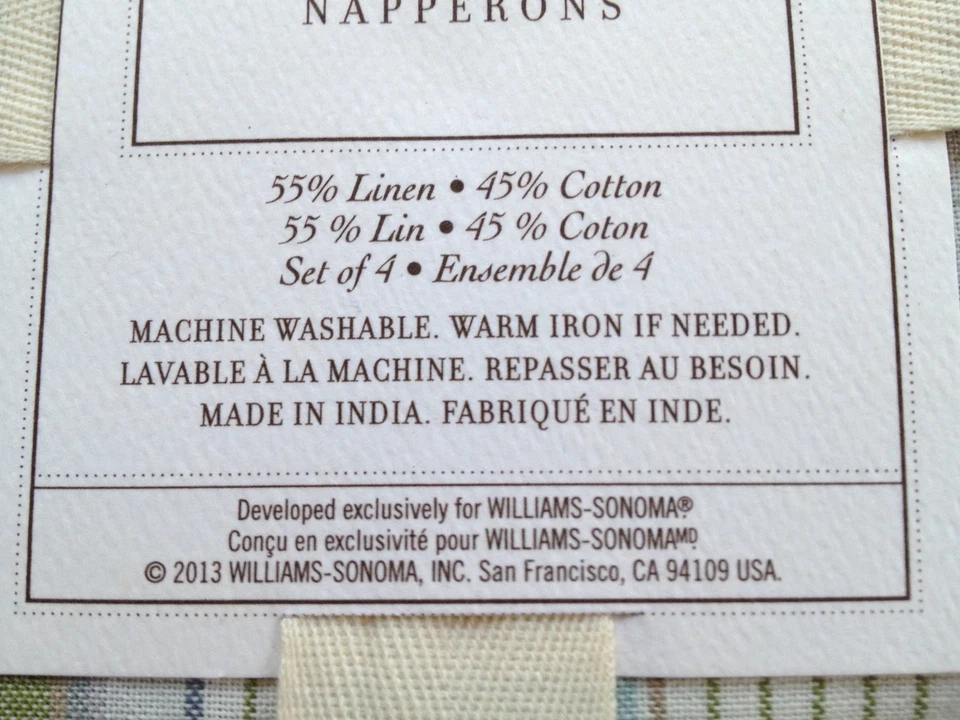 NAPPERONS
55% Linen • 45% Cotton
55 % Lin • 45 % Coton
Set of 4 • Ensemble de 4
MACHINE WASHABLE. WARM IRON IF NEEDED.
LAVABLE À LA MACHINE. REPASSER AU BESOIN.
MADE IN INDIA. FABRIQUÉ EN INDE.
Developed exclusively for WILLIAMS-SONOMA®
Conçu en exclusivité pour WILLIAMS-SONOMAMD
© 2013 WILLIAMS-SONOMA, INC. San Francisco, CA 94109 USA.